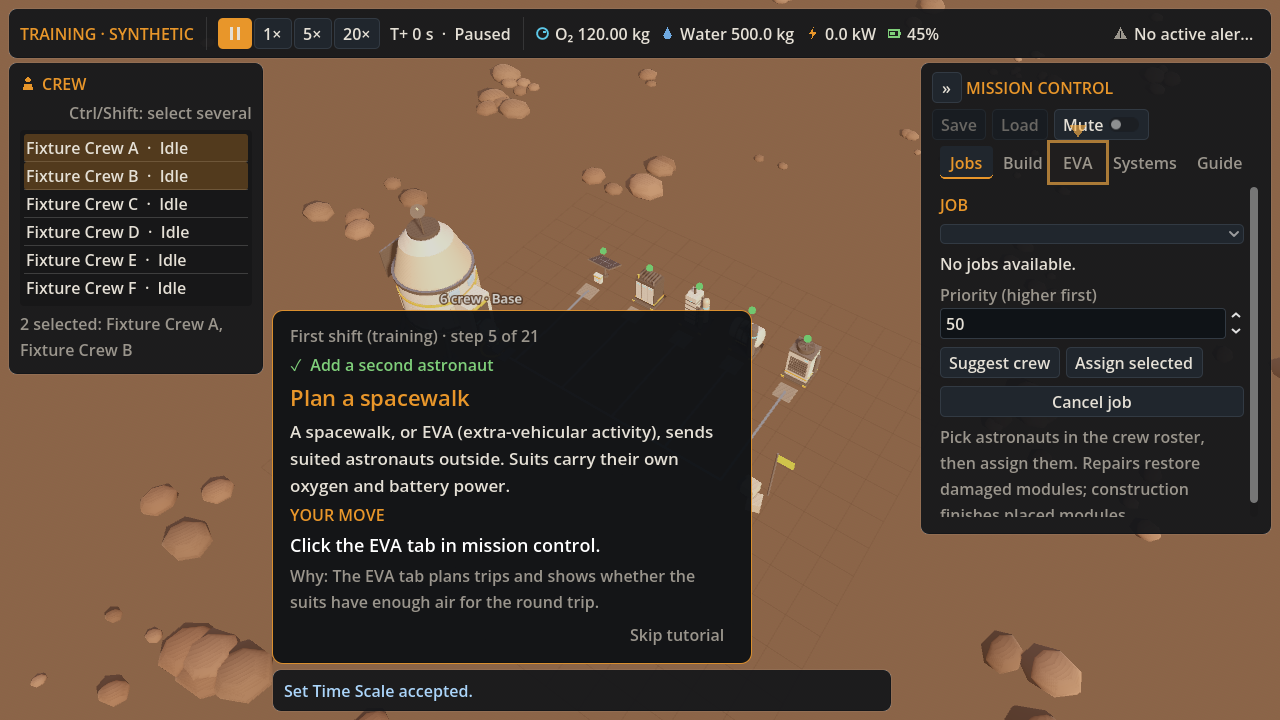 TRAINING · SYNTHETIC
1×
5×
20×
T+ 0 s · Paused
O₂ 120.00 kg
Water 500.0 kg
0.0 kW
45%
No active aler...
CREW
Ctrl/Shift: select several
Fixture Crew A · Idle
Fixture Crew B · Idle
Fixture Crew C · Idle
Fixture Crew D · Idle
Fixture Crew E · Idle
Fixture Crew F · Idle
2 selected: Fixture Crew A,
Fixture Crew B
6 crew · Base
First shift (training) · step 5 of 21
✓ Add a second astronaut
Plan a spacewalk
A spacewalk, or EVA (extra-vehicular activity), sends
suited astronauts outside. Suits carry their own
oxygen and battery power.
YOUR MOVE
Click the EVA tab in mission control.
Why: The EVA tab plans trips and shows whether the
suits have enough air for the round trip.
Skip tutorial
Set Time Scale accepted.
» MISSION CONTROL
Save
Load
Mute
Jobs
Build
EVA
Systems
Guide
JOB
No jobs available.
Priority (higher first)
50
Suggest crew
Assign selected
Cancel job
Pick astronauts in the crew roster,
then assign them. Repairs restore
damaged modules; construction
finishes placed modules.